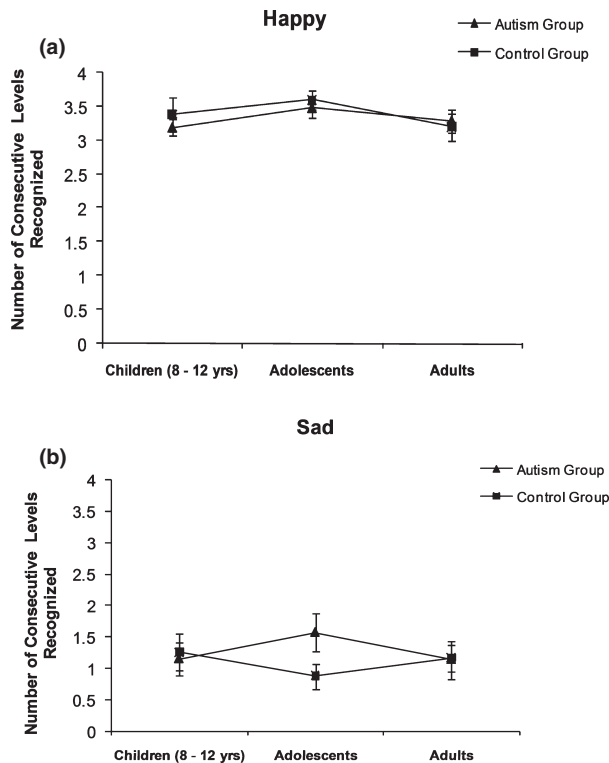 Happy
(a)
Autism Group
Control Group
Number of Consecutive Levels
Recognized
4
3.5
3
2.5
2
1.5
1
0.5
0
Children (8 - 12 yrs) Adolescents Adults
Sad
(b)
Autism Group
Control Group
Number of Consecutive Levels
Recognized
4
3.5
3
2.5
2
1.5
1
0.5
0
Children (8 - 12 yrs) Adolescents Adults